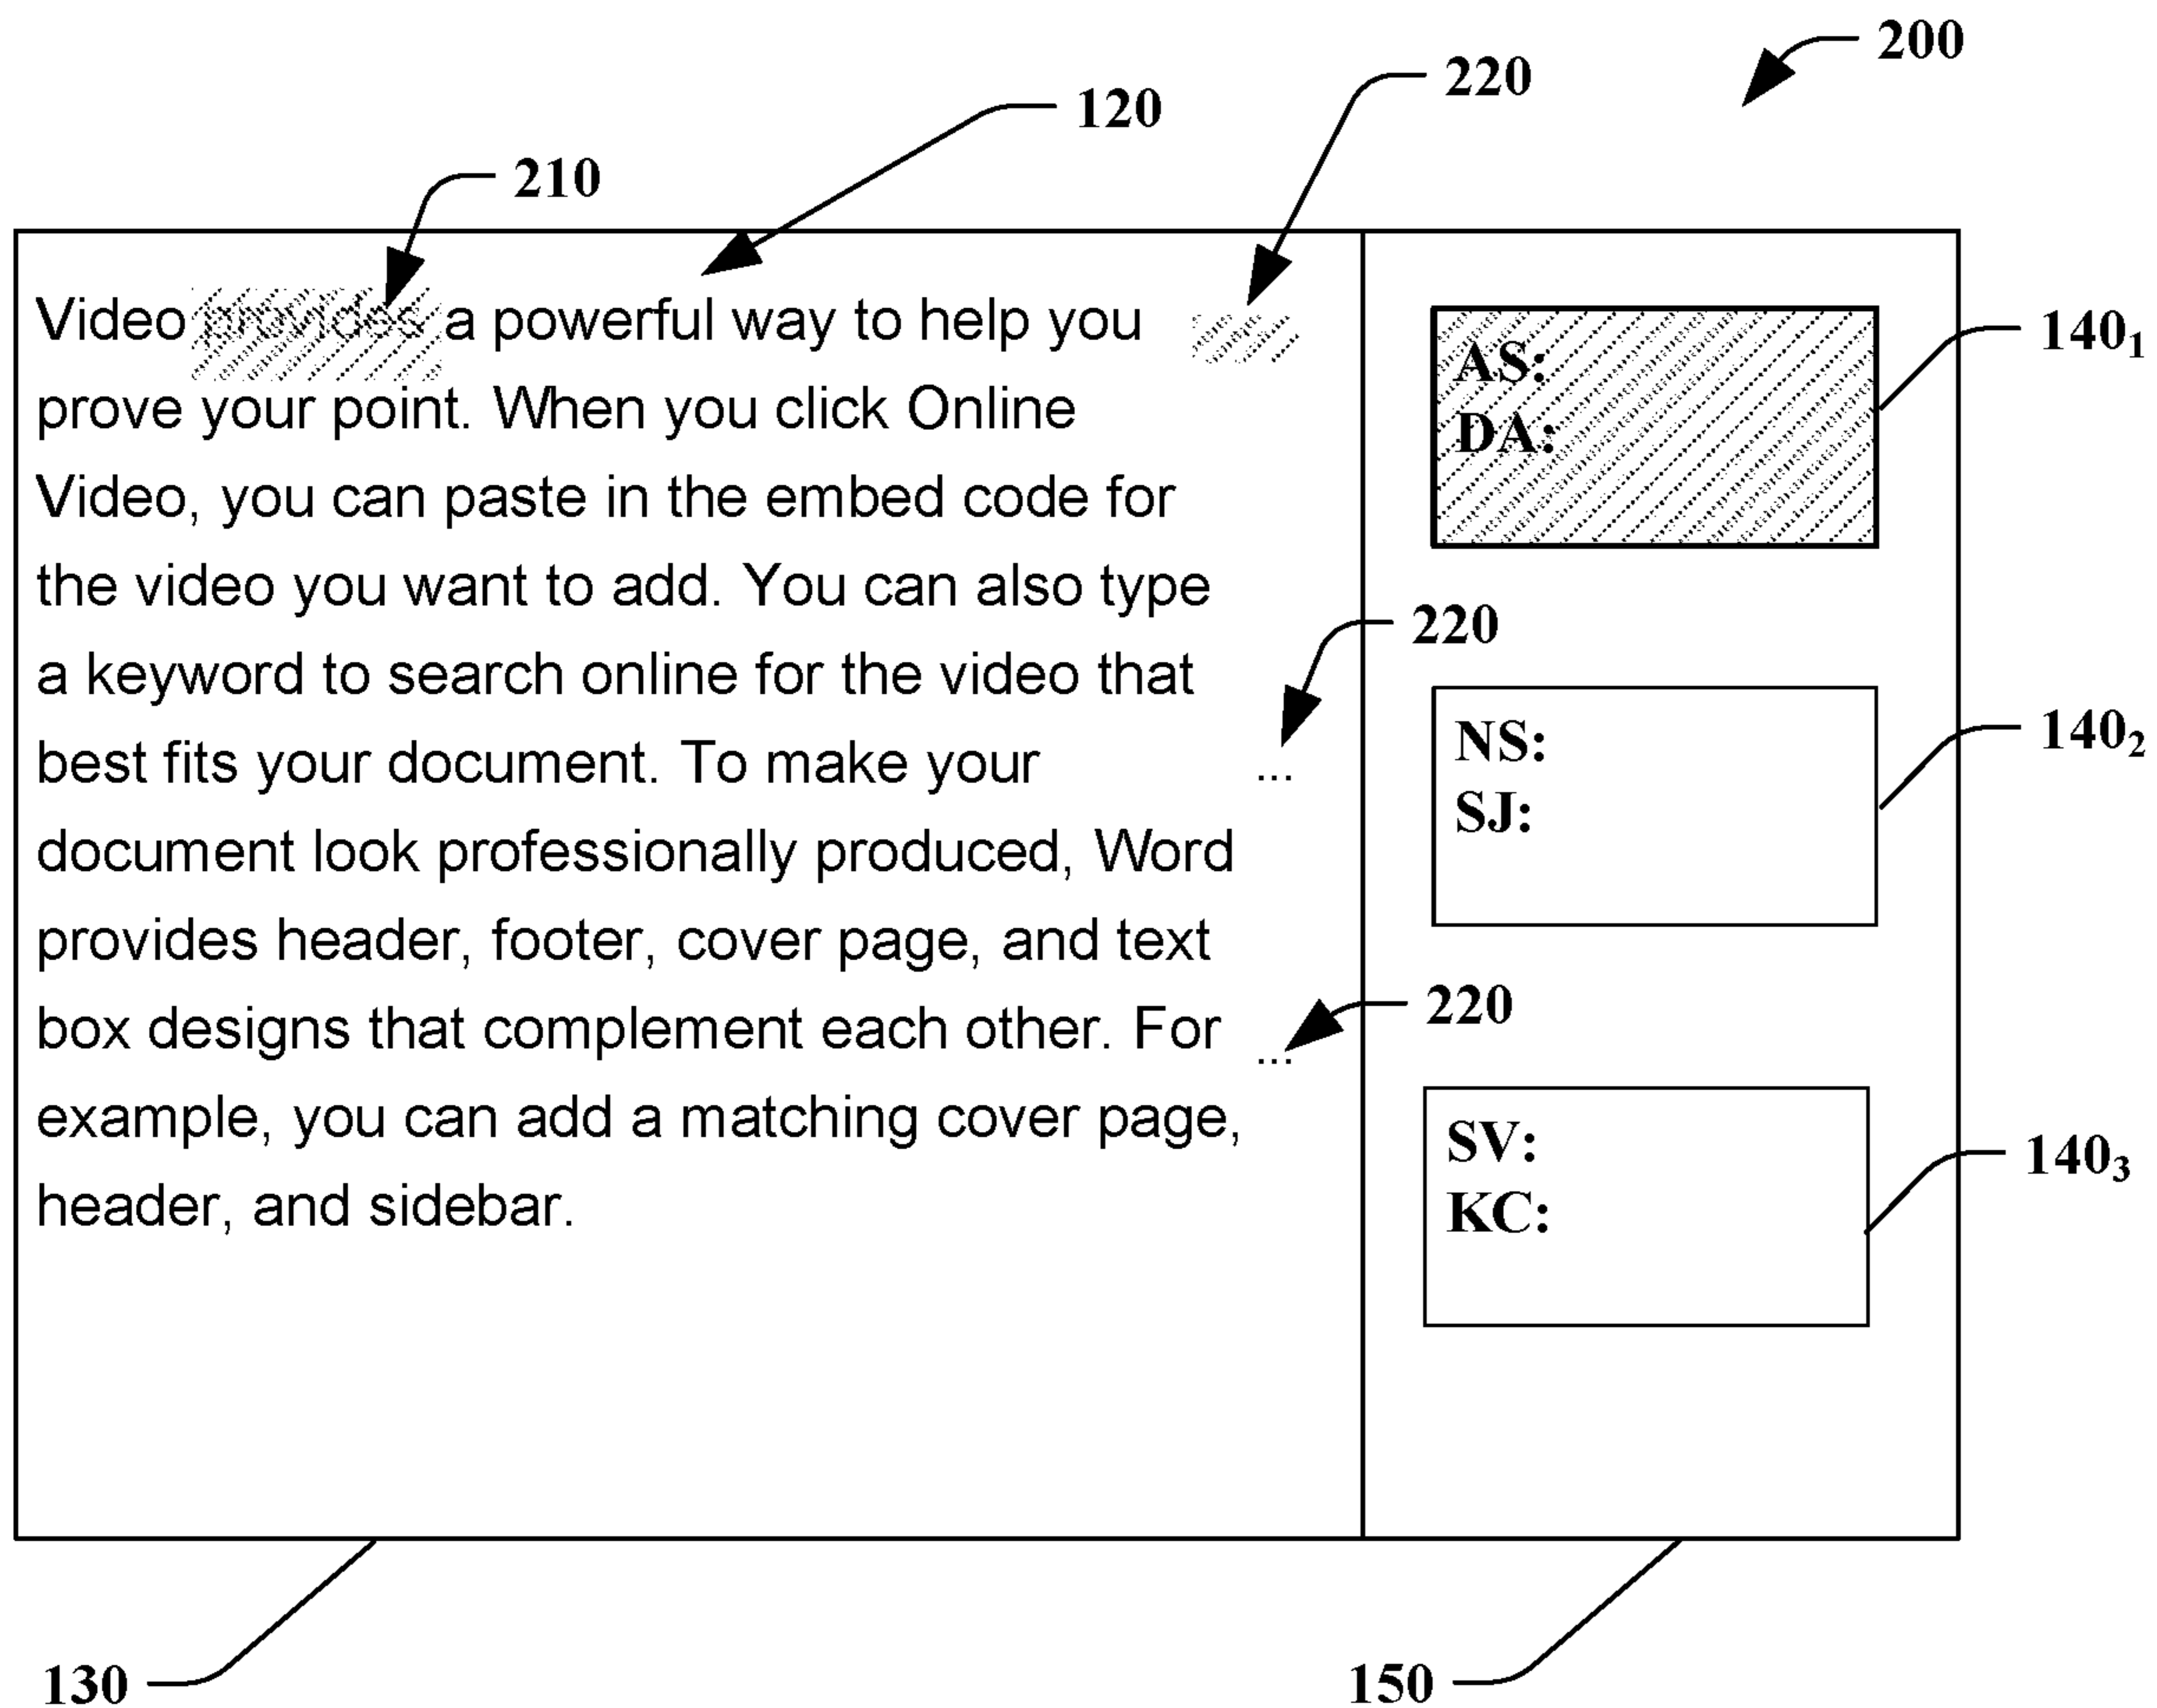 200
220
120
210
Video provides a powerful way to help you
prove your point. When you click Online
Video, you can paste in the embed code for
the video you want to add. You can also type
a keyword to search online for the video that
best fits your document. To make your ...
document look professionally produced, Word
provides header, footer, cover page, and text
box designs that complement each other. For ...
example, you can add a matching cover page,
header, and sidebar.
220
220
AS:
DA:
140₁
NS:
SJ:
140₂
SV:
KC:
140₃
130
150